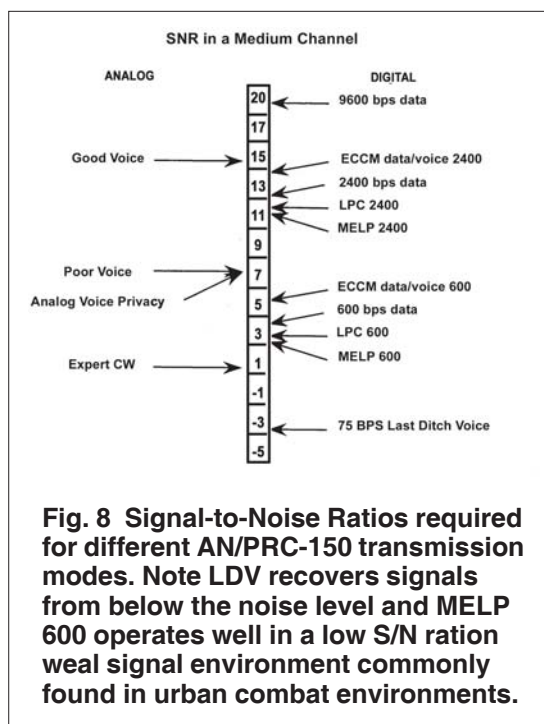 SNR in a Medium Channel
ANALOG
DIGITAL
20
9600 bps data
17
Good Voice
15
ECCM data/voice 2400
13
2400 bps data
LPC 2400
11
MELP 2400
9
Poor Voice
7
Analog Voice Privacy
ECCM data/voice 600
5
600 bps data
3
LPC 600
MELP 600
Expert CW
1
-1
-3
75 BPS Last Ditch Voice
-5
Fig. 8 Signal-to-Noise Ratios required
for different AN/PRC-150 transmission
modes. Note LDV recovers signals
from below the noise level and MELP
600 operates well in a low S/N ration
weal signal environment commonly
found in urban combat environments.